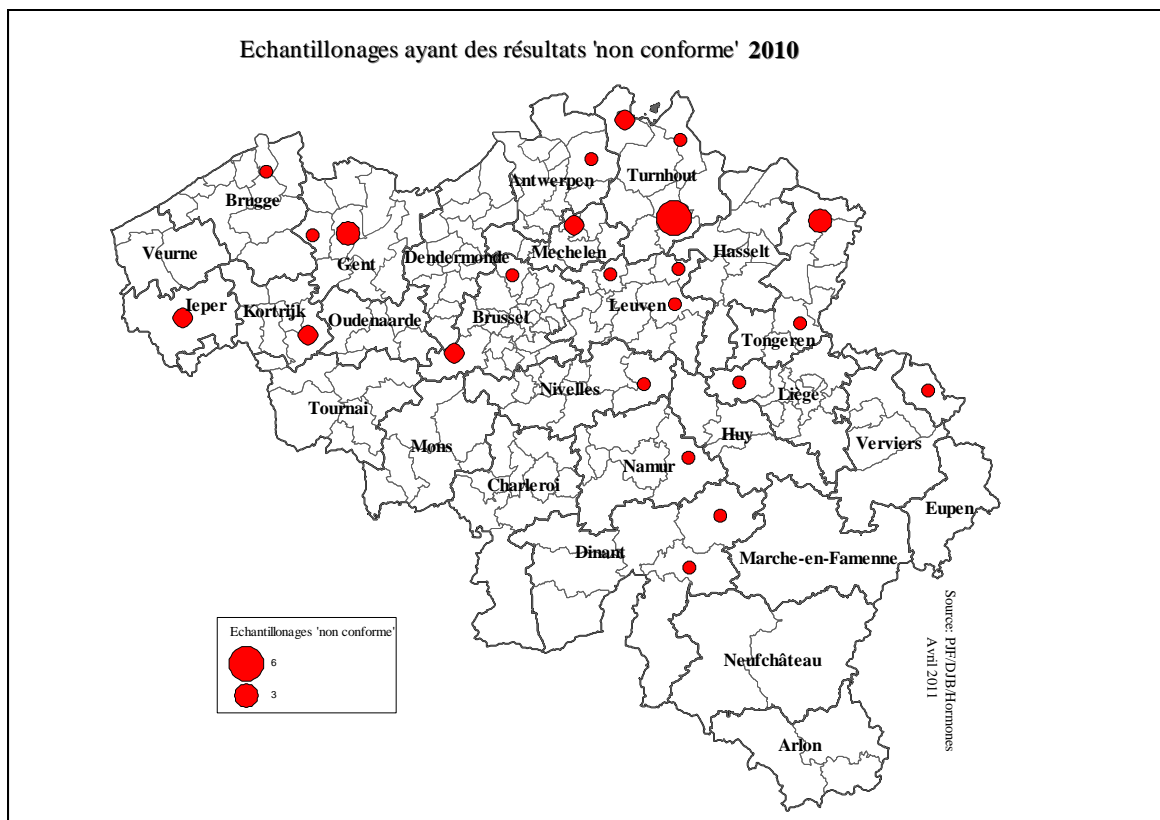 Echantillonages ayant des résultats 'non conforme' 2010
Antwerpen
Turnhout
Brugge
Veurne
Gent
Dendermonde
Mechelen
Hasselt
Ieper
Kortrijk
Oudenaarde
Brussel
Leuven
Tongeren
Tournai
Nivelles
Liège
Mons
Huy
Verviers
Namur
Charleroi
Eupen
Dinant
Marche-en-Famenne
Neufchâteau
Arlon
Echantillonages 'non conforme'
6
3
Source: PJF/DJB/Hormones
Avril 2011